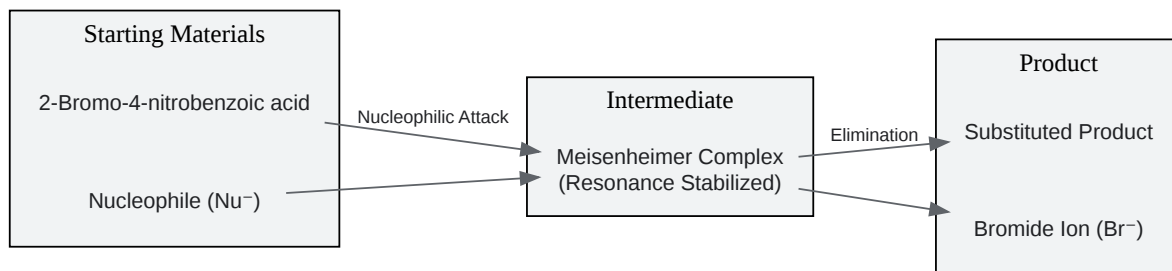 Starting Materials
2-Bromo-4-nitrobenzoic acid
Nucleophile (Nu⁻)
Nucleophilic Attack
Intermediate
Meisenheimer Complex
(Resonance Stabilized)
Elimination
Product
Substituted Product
Bromide Ion (Br⁻)